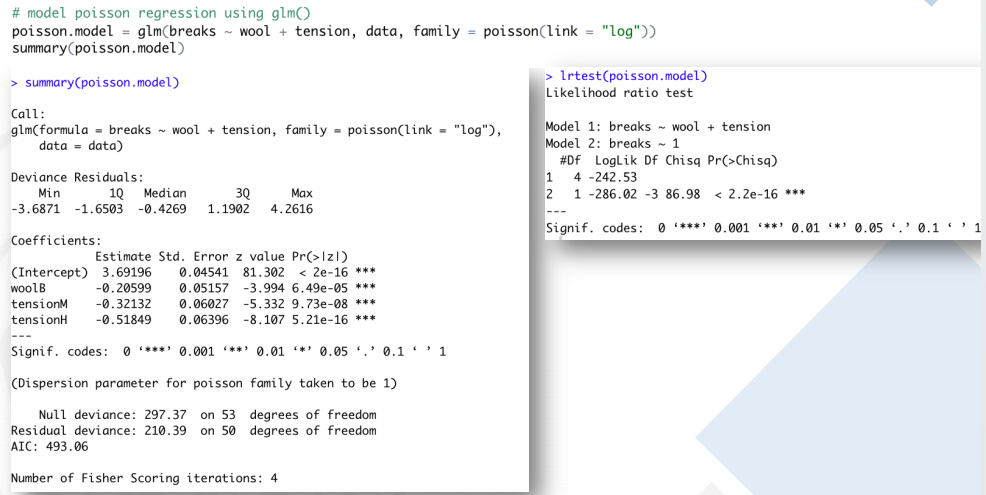 # model poisson regression using glm()
poisson.model = glm(breaks ~ wool + tension, data, family = poisson(link = "log"))
summary(poisson.model)
> summary(poisson.model)
Call:
glm(formula = breaks ~ wool + tension, family = poisson(link = "log"),
    data = data)
Deviance Residuals:
    Min       1Q   Median       3Q      Max
-3.6871  -1.6503  -0.4269   1.1902   4.2616
Coefficients:
            Estimate Std. Error z value Pr(>|z|)
(Intercept)  3.69196    0.04541  81.302  < 2e-16 ***
woolB       -0.20599    0.05157  -3.994 6.49e-05 ***
tensionM    -0.32132    0.06027  -5.332 9.73e-08 ***
tensionH    -0.51849    0.06396  -8.107 5.21e-16 ***
---
Signif. codes:  0 ‘***’ 0.001 ‘**’ 0.01 ‘*’ 0.05 ‘.’ 0.1 ‘ ’ 1
(Dispersion parameter for poisson family taken to be 1)
    Null deviance: 297.37  on 53  degrees of freedom
Residual deviance: 210.39  on 50  degrees of freedom
AIC: 493.06
Number of Fisher Scoring iterations: 4
> lrtest(poisson.model)
Likelihood ratio test
Model 1: breaks ~ wool + tension
Model 2: breaks ~ 1
  #Df  LogLik Df Chisq Pr(>Chisq)
1   4 -242.53
2   1 -286.02 -3 86.98  < 2.2e-16 ***
---
Signif. codes:  0 ‘***’ 0.001 ‘**’ 0.01 ‘*’ 0.05 ‘.’ 0.1 ‘ ’ 1